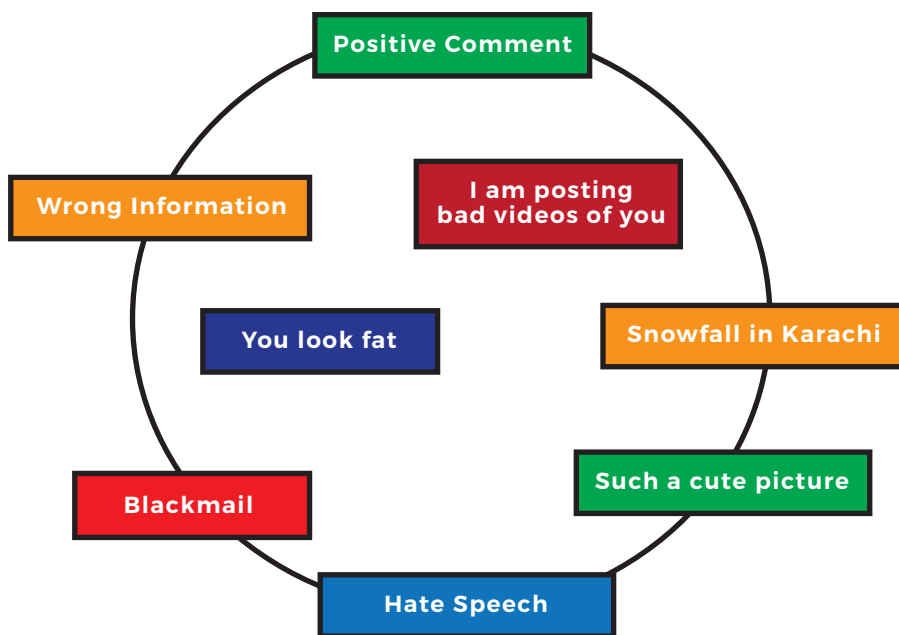 Positive Comment
Wrong Information
I am posting
bad videos of you
You look fat
Snowfall in Karachi
Such a cute picture
Blackmail
Hate Speech